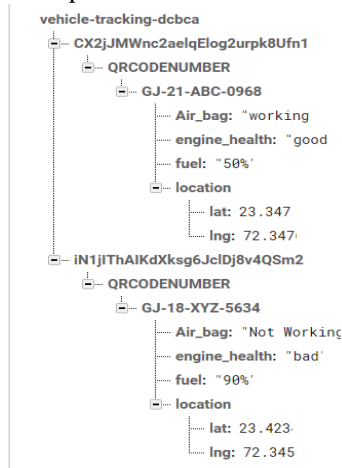 vehicle-tracking-dcbca
CX2jJMWnc2aelqElog2urpk8Ufn1
QRCODENUMBER
GJ-21-ABC-0968
Air_bag: "working
engine_health: "good
fuel: "50%"
location
lat: 23.347
lng: 72.347
iN1jIThAIKdXksg6JclDj8v4QSm2
QRCODENUMBER
GJ-18-XYZ-5634
Air_bag: "Not Working
engine_health: "bad"
fuel: "90%"
location
lat: 23.423
lng: 72.345